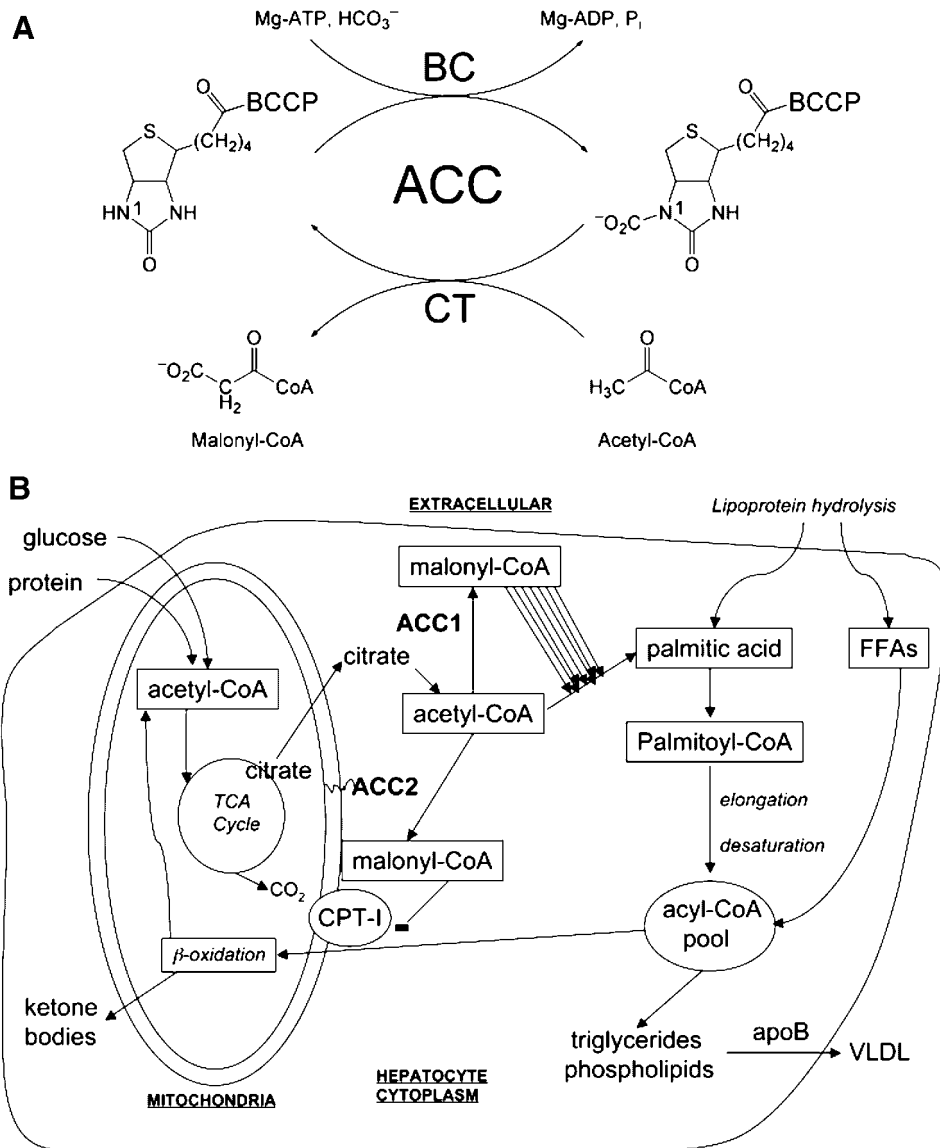 A
Mg-ATP, HCO₃⁻
Mg-ADP, Pᵢ
BC
O
BCCP
S
(CH₂)₄
HN
1
NH
O
ACC
O
BCCP
S
(CH₂)₄
⁻O₂C
N
1
NH
O
CT
O
⁻O₂C
C
H₂
CoA
Malonyl-CoA
O
H₃C
CoA
Acetyl-CoA
B
EXTRACELLULAR
Lipoprotein hydrolysis
glucose
protein
malonyl-CoA
ACC1
citrate
palmitic acid
FFAs
acetyl-CoA
acetyl-CoA
Palmitoyl-CoA
citrate
TCA
Cycle
ACC2
elongation
desaturation
malonyl-CoA
CO₂
CPT-I
-
acyl-CoA
pool
β-oxidation
ketone
bodies
triglycerides
phospholipids
apoB
VLDL
MITOCHONDRIA
HEPATOCYTE
CYTOPLASM